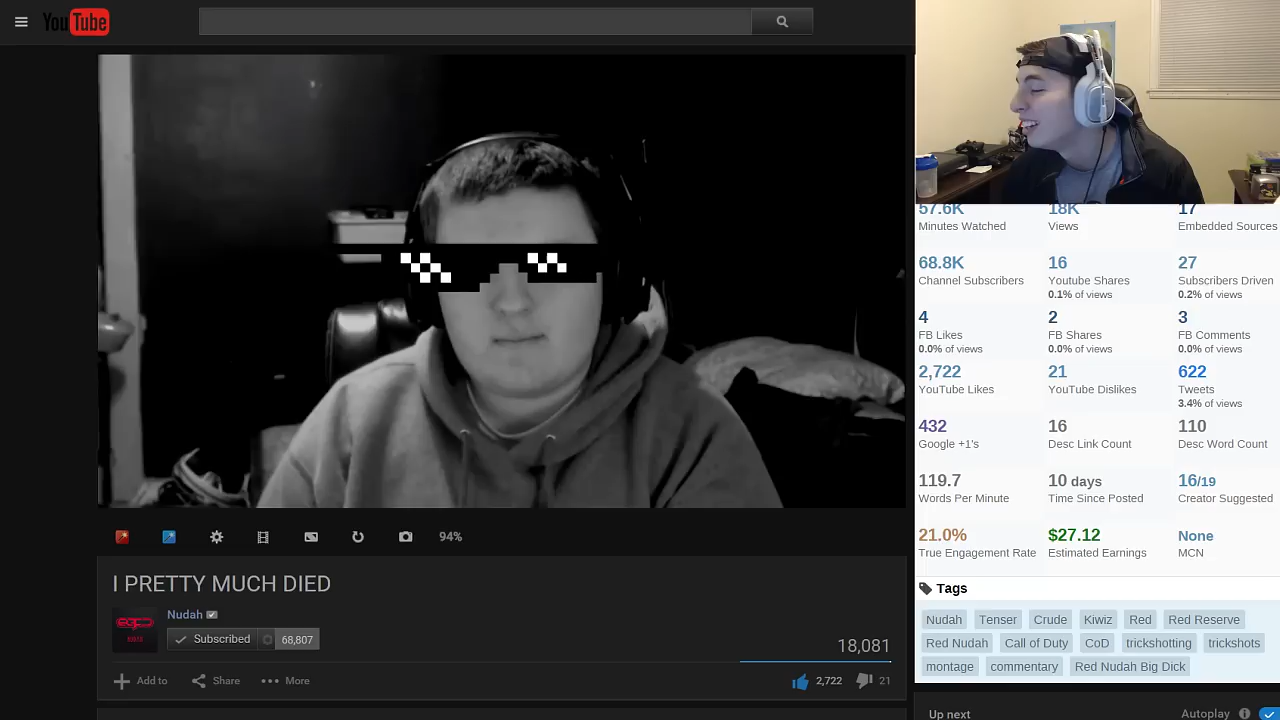 YouTube
57.6K 18K 17
Minutes Watched Views Embedded Sources
68.8K 16 27
Channel Subscribers Youtube Shares Subscribers Driven
0.1% of views 0.2% of views
4 2 3
FB Likes FB Shares FB Comments
0.0% of views 0.0% of views 0.0% of views
2,722 21 622
YouTube Likes YouTube Dislikes Tweets
3.4% of views
432 16 110
Google +1's Desc Link Count Desc Word Count
119.7 10 days 16/19
Words Per Minute Time Since Posted Creator Suggested
21.0% $27.12 None
True Engagement Rate Estimated Earnings MCN
Tags
Nudah Tenser Crude Kiwiz Red Red Reserve
Red Nudah Call of Duty CoD trickshotting trickshots
montage commentary Red Nudah Big Dick
94%
I PRETTY MUCH DIED
Nudah
Subscribed 68,807
18,081
Add to Share More 2,722 21
Up next Autoplay